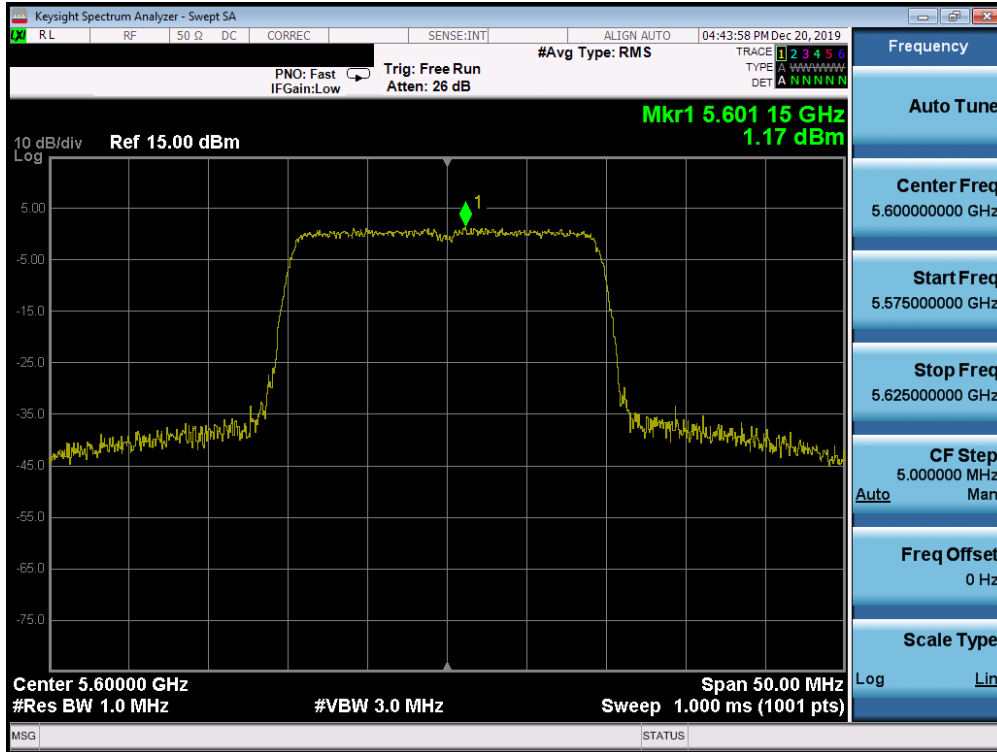 LXI Keysight Spectrum Analyzer - Swept SA
RL RF 50 Ω DC CORREC SENSE:INT ALIGN AUTO 04:43:58 PM Dec 20, 2019
#Avg Type: RMS
TRACE 1 2 3 4 5 6
PNO: Fast Trig: Free Run TYPE A WWWWW
IFGain:Low Atten: 26 dB DET A N N N N N
Mkr1 5.601 15 GHz
1.17 dBm
10 dB/div Ref 15.00 dBm
Log
1
5.00
-5.00
-15.0
-25.0
-35.0
-45.0
-55.0
-65.0
-75.0
Center 5.60000 GHz Span 50.00 MHz
#Res BW 1.0 MHz #VBW 3.0 MHz Sweep 1.000 ms (1001 pts)
MSG STATUS
Frequency
Auto Tune
Center Freq
5.600000000 GHz
Start Freq
5.575000000 GHz
Stop Freq
5.625000000 GHz
CF Step
5.000000 MHz
Auto Man
Freq Offset
0 Hz
Scale Type
Log Lin